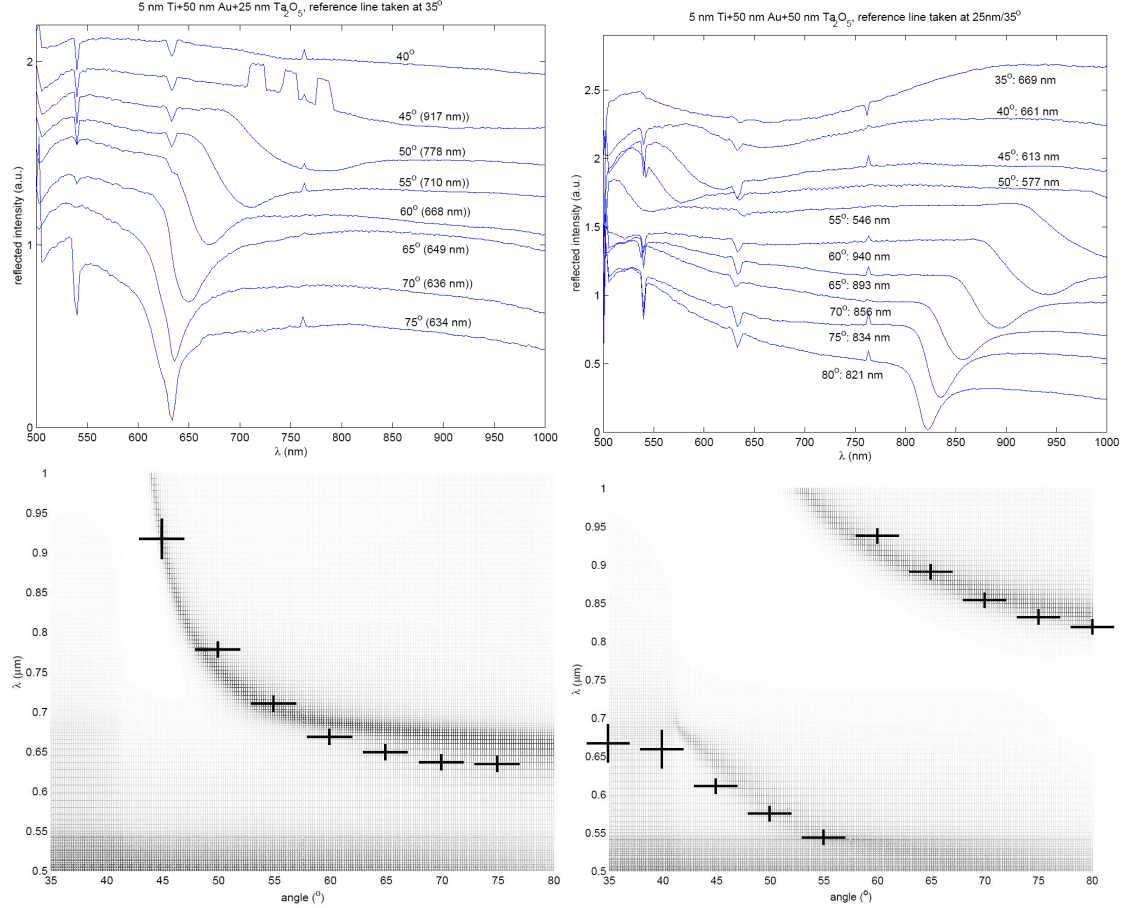 5 nm Ti+50 nm Au+25 nm Ta2O5, reference line taken at 35o
reflected intensity (a.u.)
2
1
0
40o
45o (917 nm))
50o (778 nm)
55o (710 nm))
60o (668 nm))
65o (649 nm)
70o (636 nm))
75o (634 nm)
500 550 600 650 700 750 800 850 900 950 1000
λ (nm)
5 nm Ti+50 nm Au+50 nm Ta2O5, reference line taken at 25nm/35o
reflected intensity (a.u.)
2.5
2
1.5
1
0.5
0
35o: 669 nm
40o: 661 nm
45o: 613 nm
50o: 577 nm
55o: 546 nm
60o: 940 nm
65o: 893 nm
70o: 856 nm
75o: 834 nm
80o: 821 nm
500 550 600 650 700 750 800 850 900 950 1000
λ (nm)
λ (μm)
1
0.95
0.9
0.85
0.8
0.75
0.7
0.65
0.6
0.55
0.5
35 40 45 50 55 60 65 70 75 80
angle (o)
λ (μm)
1
0.95
0.9
0.85
0.8
0.75
0.7
0.65
0.6
0.55
0.5
35 40 45 50 55 60 65 70 75 80
angle (o)